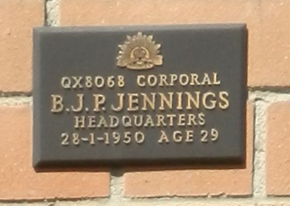 QX8068 CORPORAL
B.J.P. JENNINGS
HEADQUARTERS
28-1-1950 AGE 29